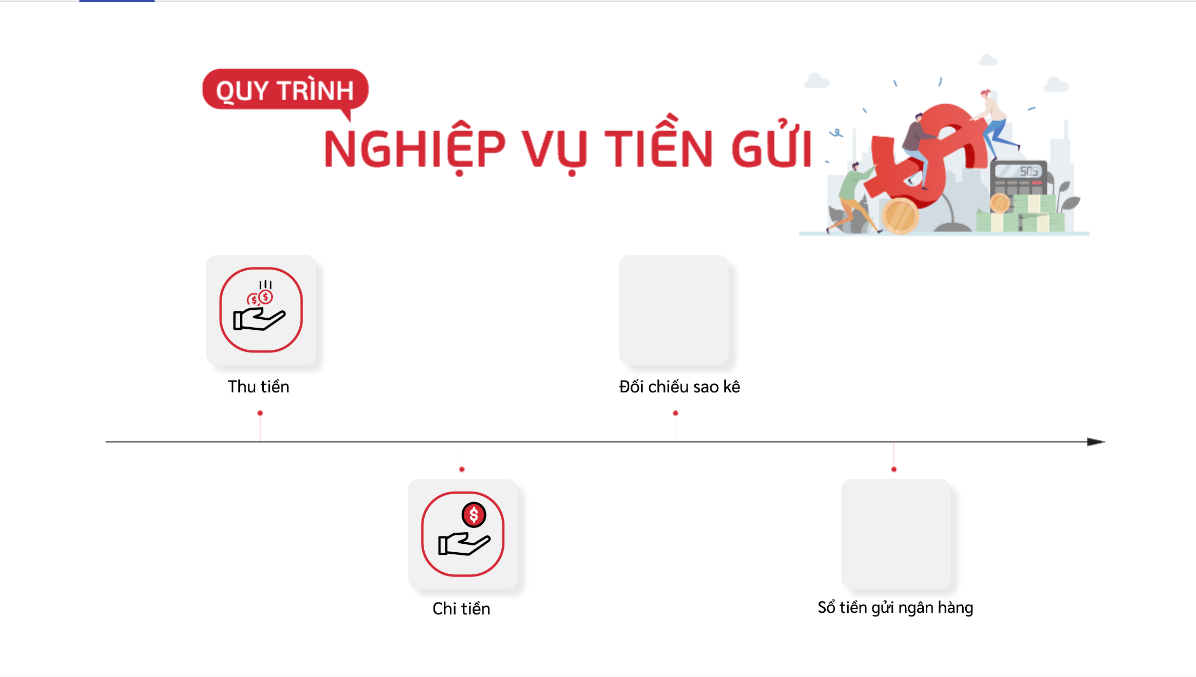 QUY TRÌNH
NGHIỆP VỤ TIỀN GỬI
Thu tiền
Đối chiếu sao kê
Chi tiền
Sổ tiền gửi ngân hàng